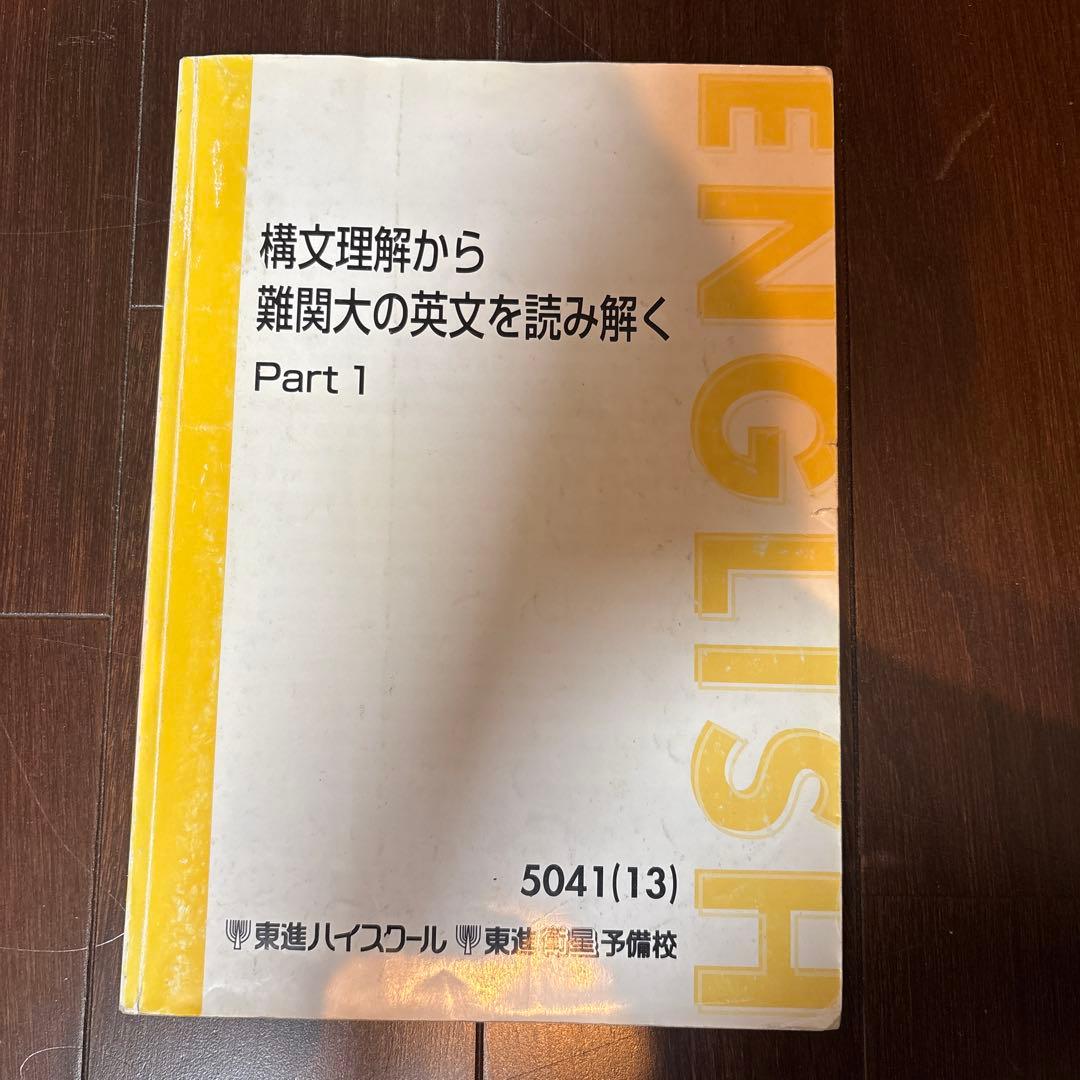 構文理解から
難関大の英文を読み解く
Part 1
ENGLISH
5041(13)
東進ハイスクール 東進衛星予備校